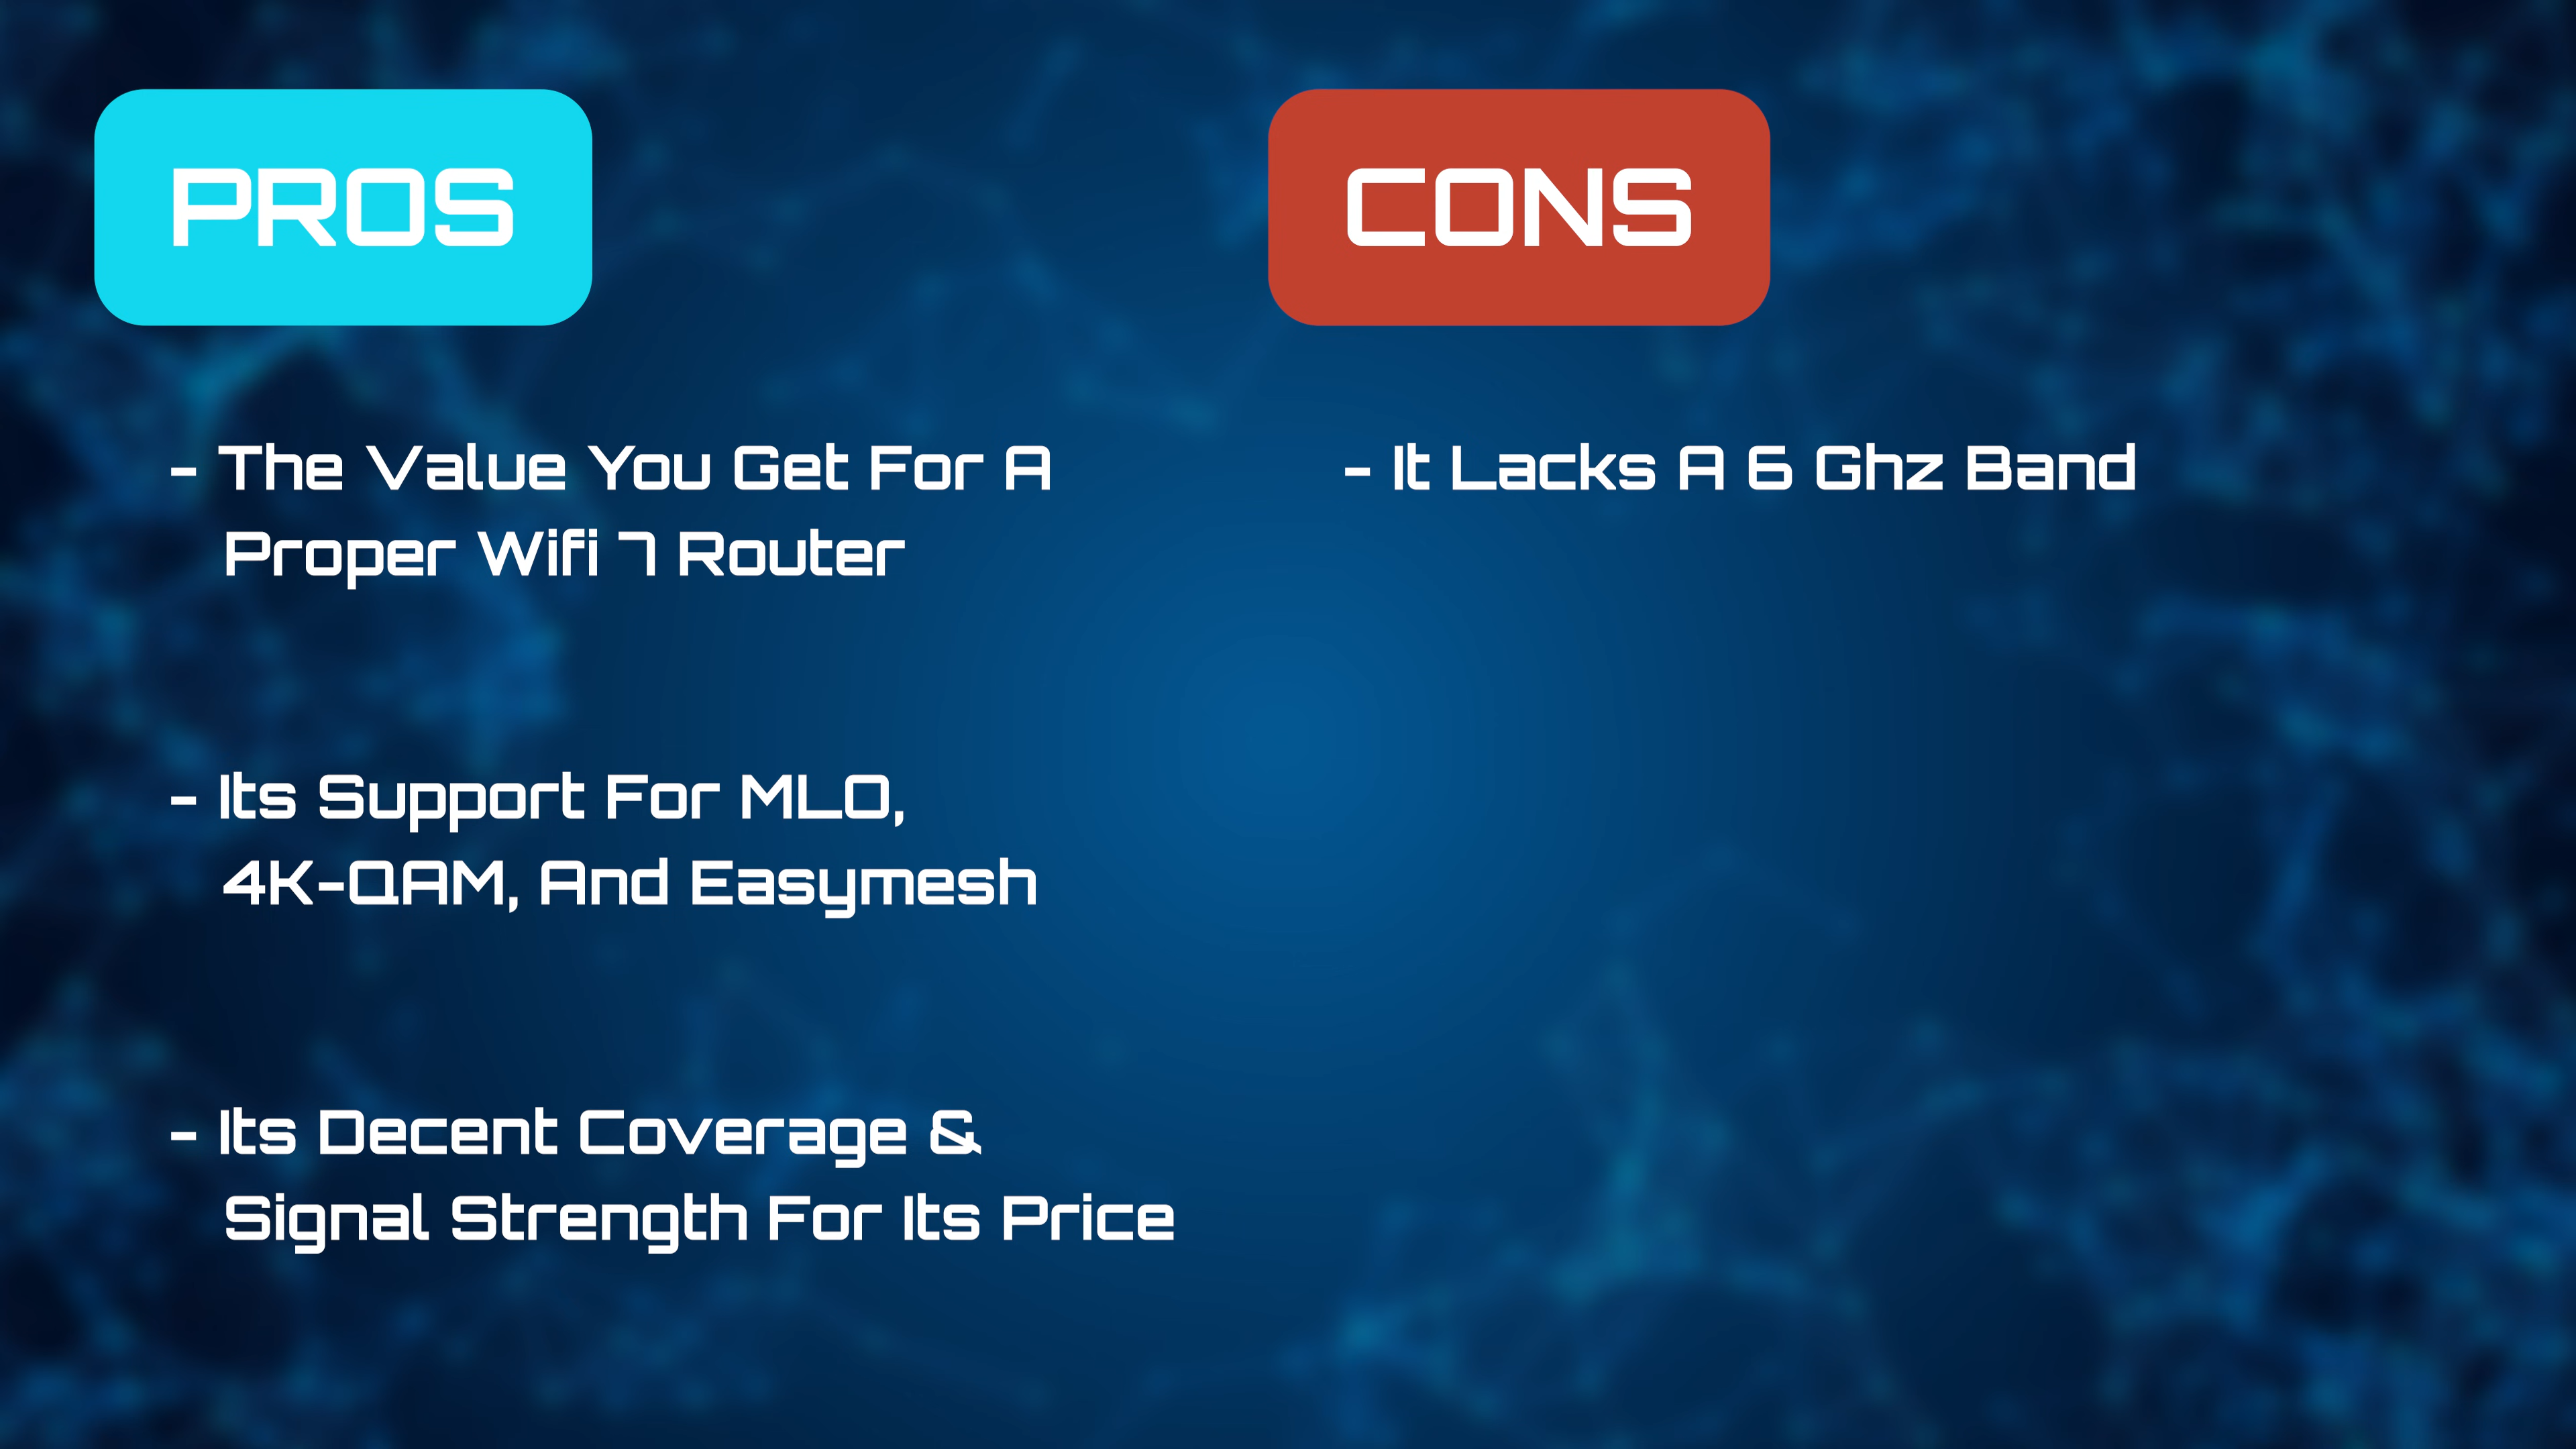 PROS
- The Value You Get For A
Proper Wifi 7 Router
- Its Support For MLO,
4K-QAM, And Easymesh
- Its Decent Coverage &
Signal Strength For Its Price
CONS
- It Lacks A 6 Ghz Band